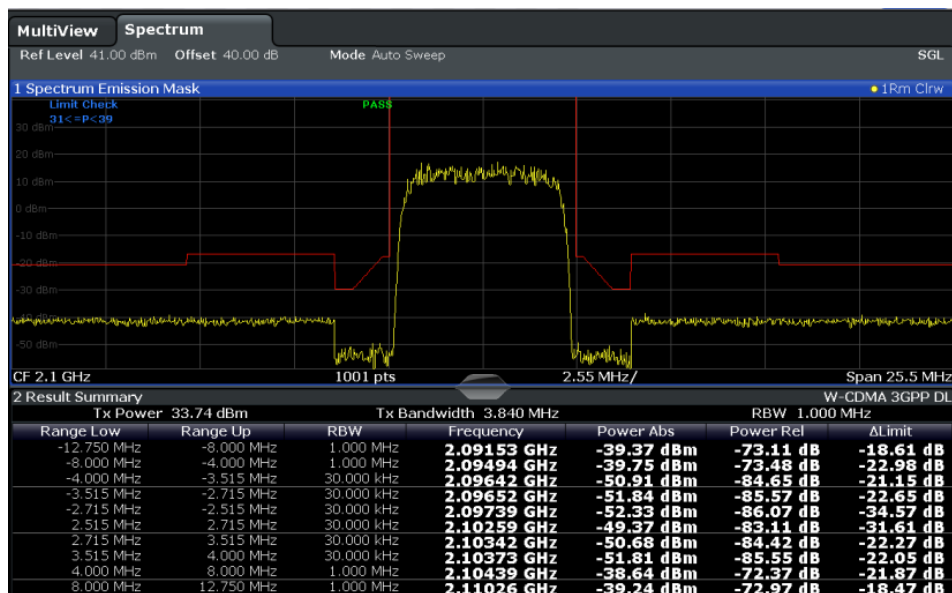 MultiView Spectrum
Ref Level 41.00 dBm Offset 40.00 dB Mode Auto Sweep SGL
1 Spectrum Emission Mask 1Rm Clrw
Limit Check PASS
31<=P<39
30 dBm
20 dBm
10 dBm
0 dBm
-10 dBm
-20 dBm
-30 dBm
-50 dBm
CF 2.1 GHz 1001 pts 2.55 MHz/ Span 25.5 MHz
2 Result Summary W-CDMA 3GPP DL
Tx Power 33.74 dBm Tx Bandwidth 3.840 MHz RBW 1.000 MHz
Range Low Range Up RBW Frequency Power Abs Power Rel ΔLimit
-12.750 MHz -8.000 MHz 1.000 MHz 2.09153 GHz -39.37 dBm -73.11 dB -18.61 dB
-8.000 MHz -4.000 MHz 1.000 MHz 2.09494 GHz -39.75 dBm -73.48 dB -22.98 dB
-4.000 MHz -3.515 MHz 30.000 kHz 2.09642 GHz -50.91 dBm -84.65 dB -21.15 dB
-3.515 MHz -2.715 MHz 30.000 kHz 2.09652 GHz -51.84 dBm -85.57 dB -22.65 dB
-2.715 MHz -2.515 MHz 30.000 kHz 2.09739 GHz -52.33 dBm -86.07 dB -34.57 dB
2.515 MHz 2.715 MHz 30.000 kHz 2.10259 GHz -49.37 dBm -83.11 dB -31.61 dB
2.715 MHz 3.515 MHz 30.000 kHz 2.10342 GHz -50.68 dBm -84.42 dB -22.27 dB
3.515 MHz 4.000 MHz 30.000 kHz 2.10373 GHz -51.81 dBm -85.55 dB -22.05 dB
4.000 MHz 8.000 MHz 1.000 MHz 2.10439 GHz -38.64 dBm -72.37 dB -21.87 dB
8.000 MHz 12.750 MHz 1.000 MHz 2.11026 GHz -39.24 dBm -72.97 dB -18.47 dB